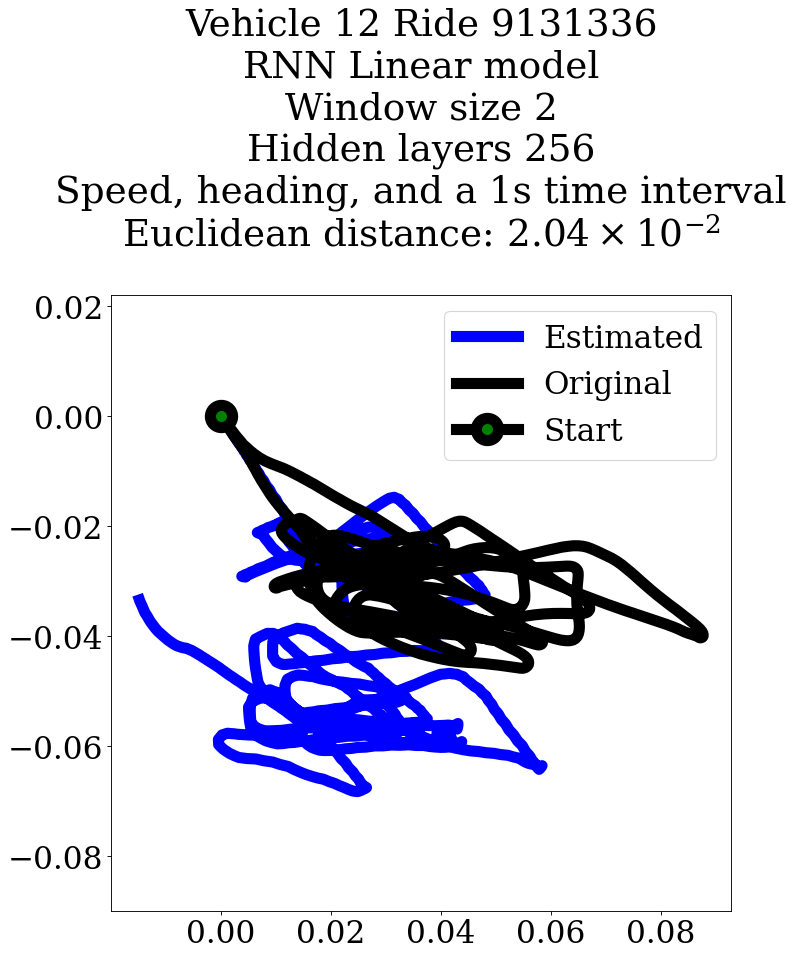 Vehicle 12 Ride 9131336
RNN Linear model
Window size 2
Hidden layers 256
Speed, heading, and a 1s time interval
Euclidean distance: 2.04 × 10⁻²
Estimated
Original
Start
0.02
0.00
−0.02
−0.04
−0.06
−0.08
0.00 0.02 0.04 0.06 0.08